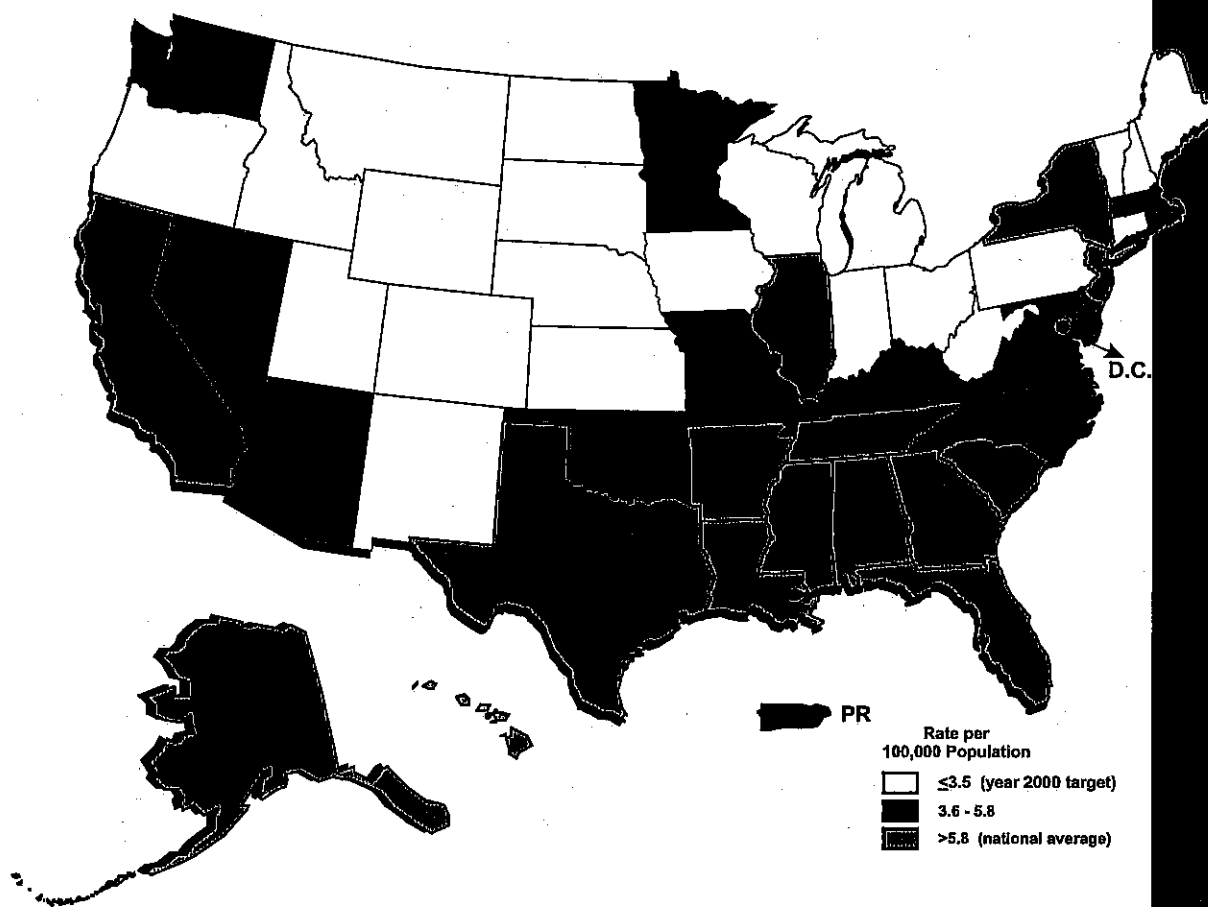 D.C.
PR
Rate per
100,000 Population
≤3.5 (year 2000 target)
3.6 - 5.8
>5.8 (national average)